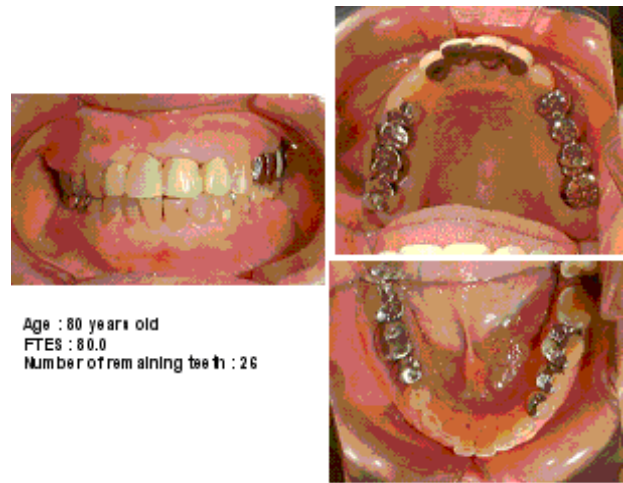 Age : 80 years old
FTES : 80.0
Number of remaining teeth : 26